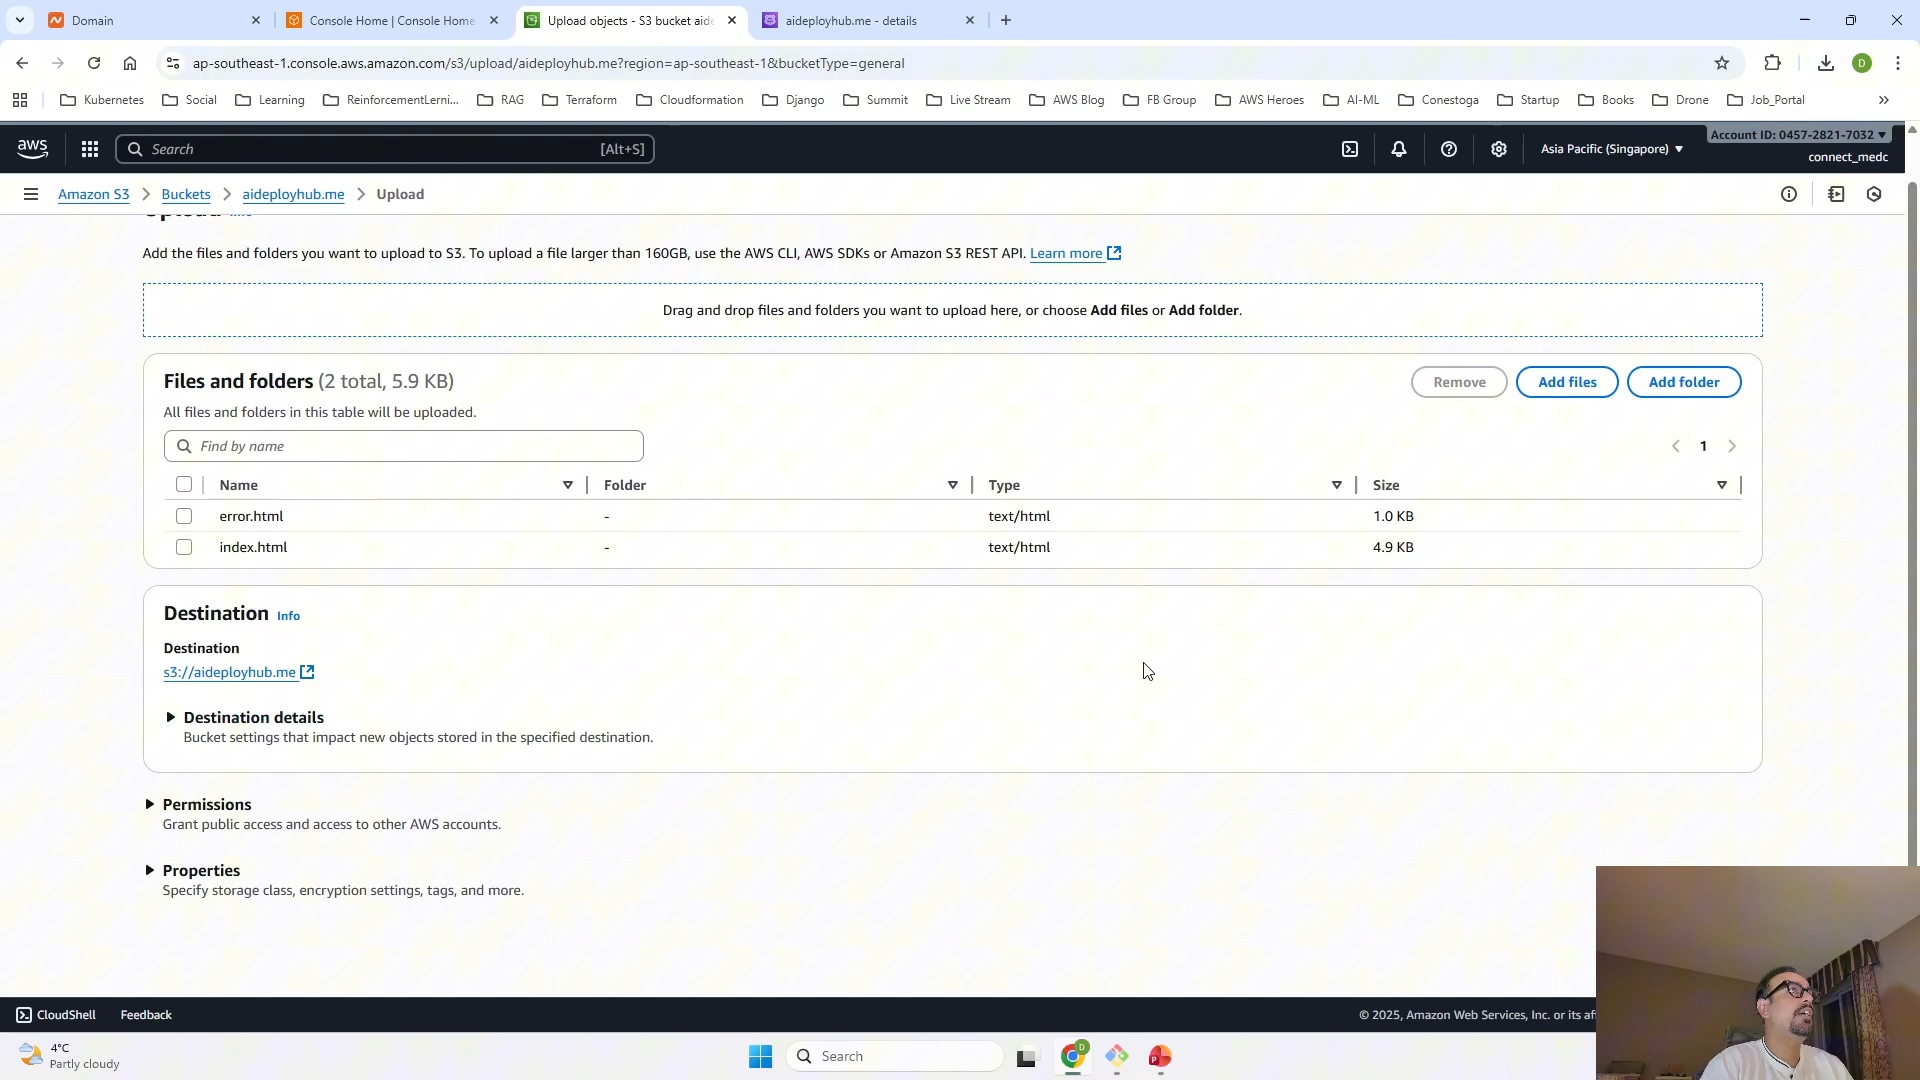 Domain
Console Home | Console Home
Upload objects - S3 bucket aide
aideployhub.me - details
ap-southeast-1.console.aws.amazon.com/s3/upload/aideployhub.me?region=ap-southeast-1&bucketType=general
D
Kubernetes
Social
Learning
ReinforcementLerni...
RAG
Terraform
Cloudformation
Django
Summit
Live Stream
AWS Blog
FB Group
AWS Heroes
AI-ML
Conestoga
Startup
Books
Drone
Job_Portal
aws
Search
[Alt+S]
Asia Pacific (Singapore)
Account ID: 0457-2821-7032
connect_medc
Amazon S3
Buckets
aideployhub.me
Upload
Upload Info
Add the files and folders you want to upload to S3. To upload a file larger than 160GB, use the AWS CLI, AWS SDKs or Amazon S3 REST API. Learn more
Drag and drop files and folders you want to upload here, or choose Add files or Add folder.
Files and folders (2 total, 5.9 KB)
Remove
Add files
Add folder
All files and folders in this table will be uploaded.
Find by name
1
Name
Folder
Type
Size
error.html
-
text/html
1.0 KB
index.html
-
text/html
4.9 KB
Destination Info
Destination
s3://aideployhub.me
Destination details
Bucket settings that impact new objects stored in the specified destination.
Permissions
Grant public access and access to other AWS accounts.
Properties
Specify storage class, encryption settings, tags, and more.
CloudShell
Feedback
© 2025, Amazon Web Services, Inc. or its af
4°C
Partly cloudy
Search
D